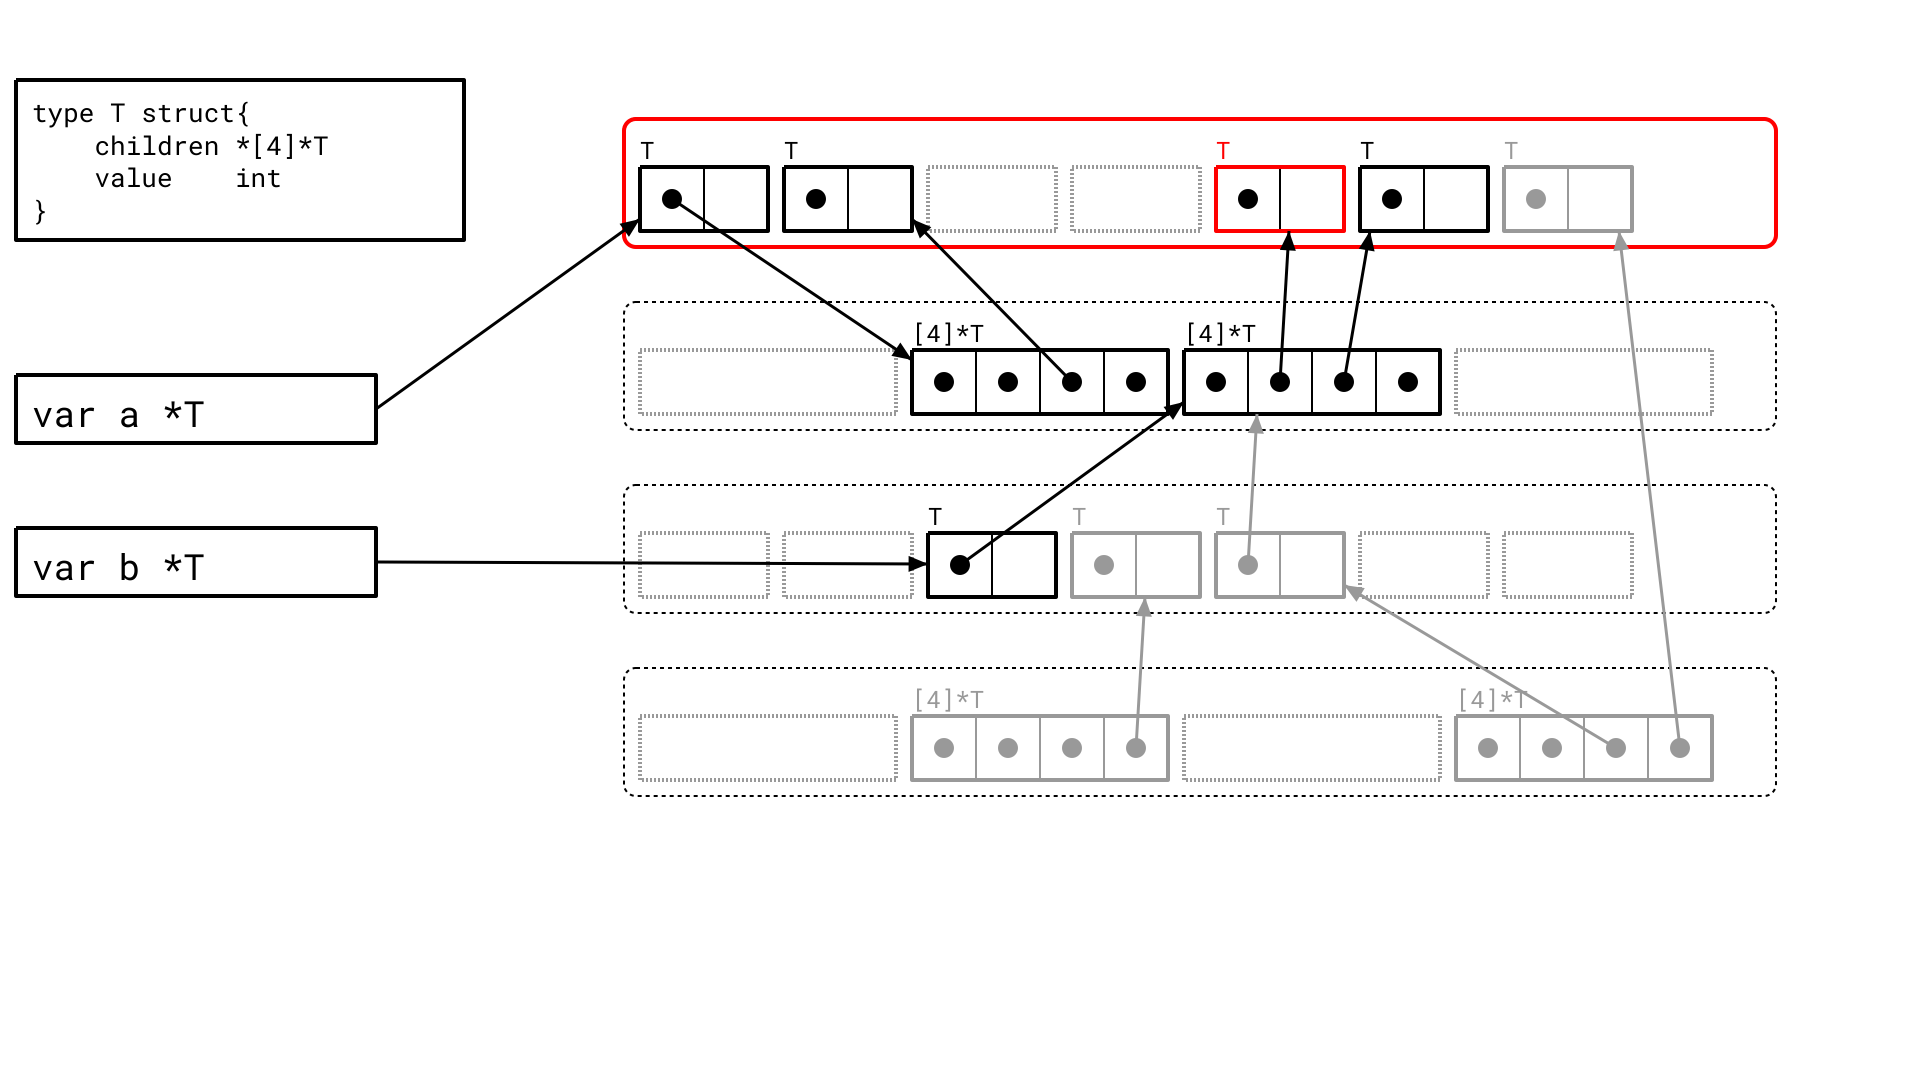 type T struct{
    children *[4]*T
    value    int
}
T T T T T
var a *T
[4]*T [4]*T
var b *T
T T T
[4]*T [4]*T